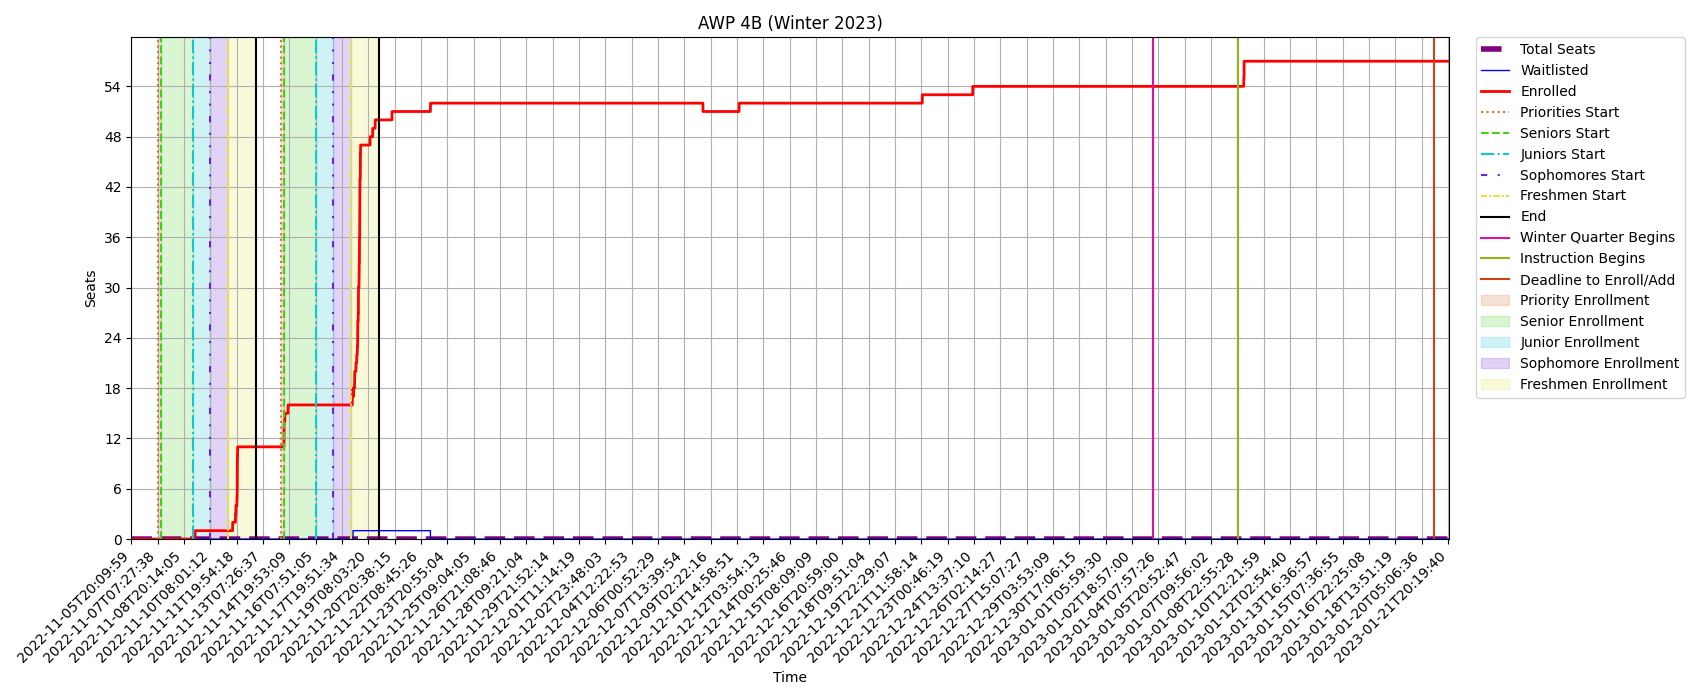 AWP 4B (Winter 2023)
Seats
54
48
42
36
30
24
18
12
6
0
2022-11-05T20:09:59
2022-11-07T07:27:38
2022-11-08T20:14:05
2022-11-10T08:01:12
2022-11-11T19:54:18
2022-11-13T07:26:37
2022-11-14T19:53:09
2022-11-16T07:51:05
2022-11-17T19:51:34
2022-11-19T08:03:20
2022-11-20T20:38:15
2022-11-22T08:45:26
2022-11-23T20:55:04
2022-11-25T09:04:05
2022-11-26T21:08:46
2022-11-28T09:21:04
2022-11-29T21:52:14
2022-12-01T11:14:19
2022-12-02T23:48:03
2022-12-04T12:22:53
2022-12-06T00:52:29
2022-12-07T13:39:54
2022-12-09T02:22:16
2022-12-10T14:58:51
2022-12-12T03:54:13
2022-12-14T00:25:46
2022-12-15T08:09:09
2022-12-16T20:59:00
2022-12-18T09:51:04
2022-12-19T22:29:07
2022-12-21T11:58:14
2022-12-23T00:46:19
2022-12-24T13:37:10
2022-12-26T02:14:27
2022-12-27T15:07:27
2022-12-29T03:53:09
2022-12-30T17:06:15
2023-01-01T05:59:30
2023-01-02T18:57:00
2023-01-04T07:57:26
2023-01-05T20:52:47
2023-01-07T09:56:02
2023-01-08T22:55:28
2023-01-10T12:21:59
2023-01-12T02:54:40
2023-01-13T16:36:57
2023-01-15T07:36:55
2023-01-16T22:25:08
2023-01-18T13:51:19
2023-01-20T05:06:36
2023-01-21T20:19:40
Time
Total Seats
Waitlisted
Enrolled
Priorities Start
Seniors Start
Juniors Start
Sophomores Start
Freshmen Start
End
Winter Quarter Begins
Instruction Begins
Deadline to Enroll/Add
Priority Enrollment
Senior Enrollment
Junior Enrollment
Sophomore Enrollment
Freshmen Enrollment